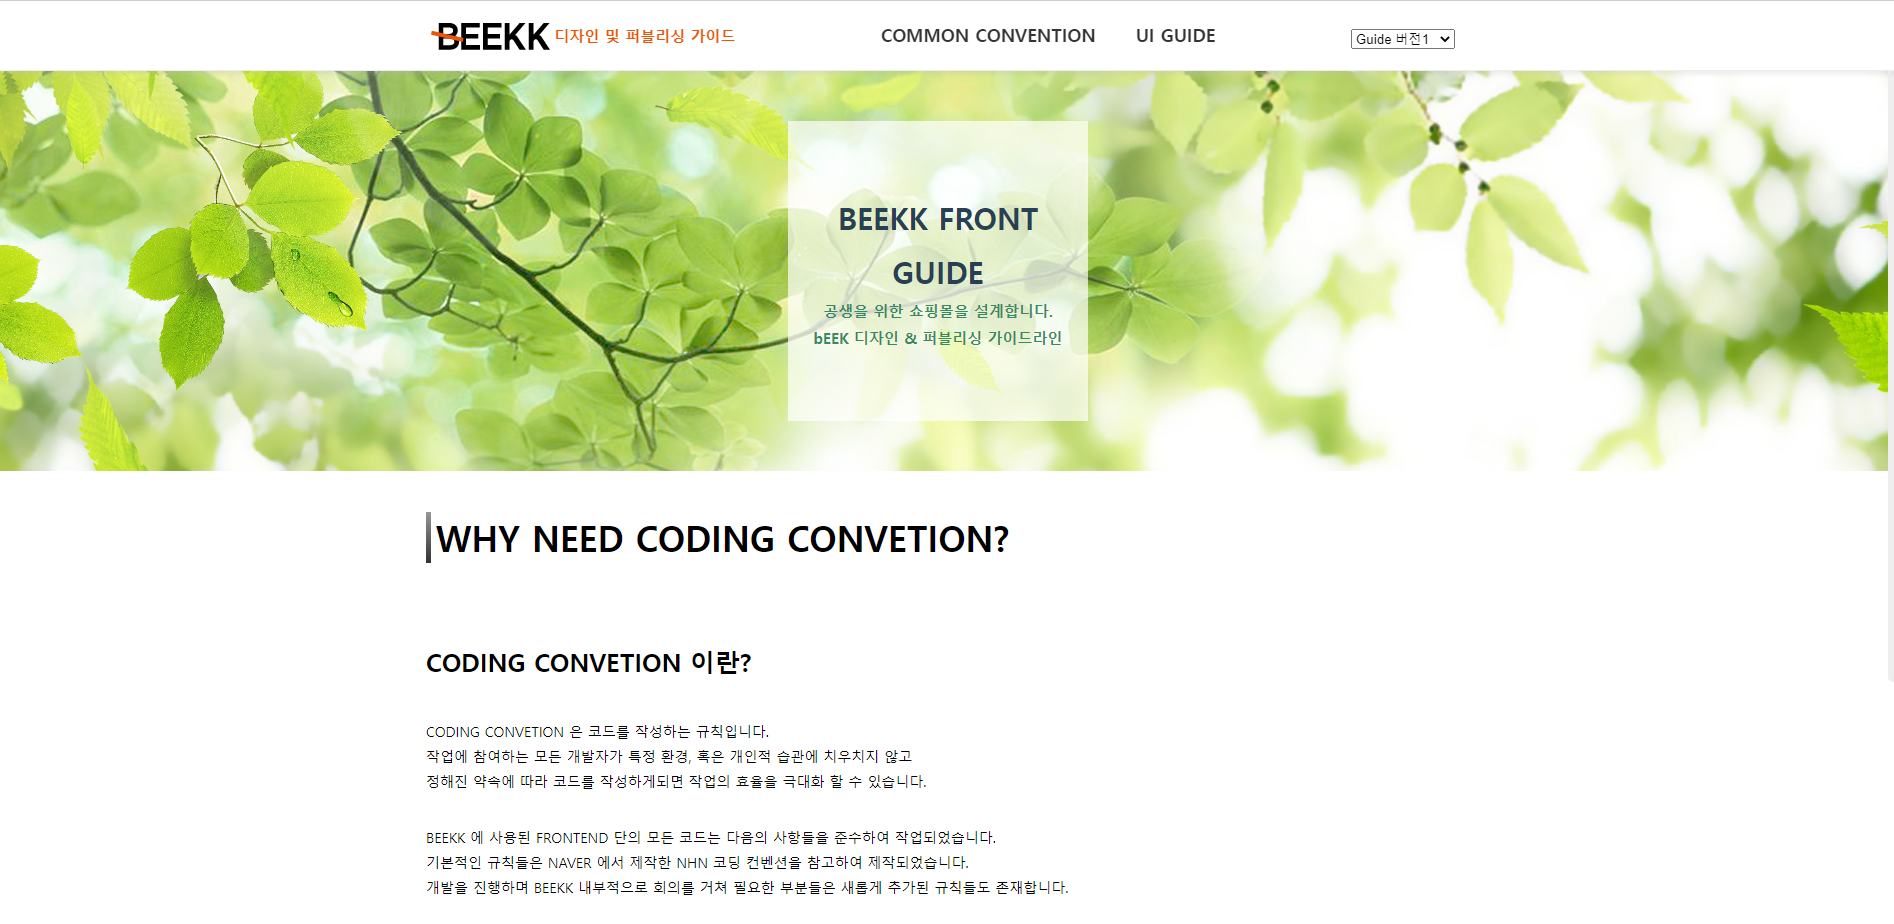 BEEKK 디자인 및 퍼블리싱 가이드
COMMON CONVENTION
UI GUIDE
Guide 버전1
BEEKK FRONT
GUIDE
공생을 위한 쇼핑몰을 설계합니다.
bEEK 디자인 & 퍼블리싱 가이드라인
WHY NEED CODING CONVETION?
CODING CONVETION 이란?
CODING CONVETION 은 코드를 작성하는 규칙입니다.
작업에 참여하는 모든 개발자가 특정 환경, 혹은 개인적 습관에 치우치지 않고
정해진 약속에 따라 코드를 작성하게되면 작업의 효율을 극대화 할 수 있습니다.
BEEKK 에 사용된 FRONTEND 단의 모든 코드는 다음의 사항들을 준수하여 작업되었습니다.
기본적인 규칙들은 NAVER 에서 제작한 NHN 코딩 컨벤션을 참고하여 제작되었습니다.
개발을 진행하며 BEEKK 내부적으로 회의를 거쳐 필요한 부분들은 새롭게 추가된 규칙들도 존재합니다.